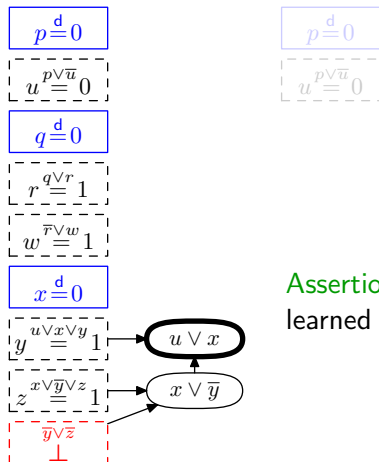 p =ᵈ 0
p =ᵈ 0
u =^{p∨u̅} 0
u =^{p∨u̅} 0
q =ᵈ 0
r =^{q∨r} 1
w =^{r̅∨w} 1
x =ᵈ 0
Assertio
y =^{u∨x∨y} 1
u ∨ x
learned
z =^{x∨y̅∨z} 1
x ∨ y̅
y̅∨z̅
⊥